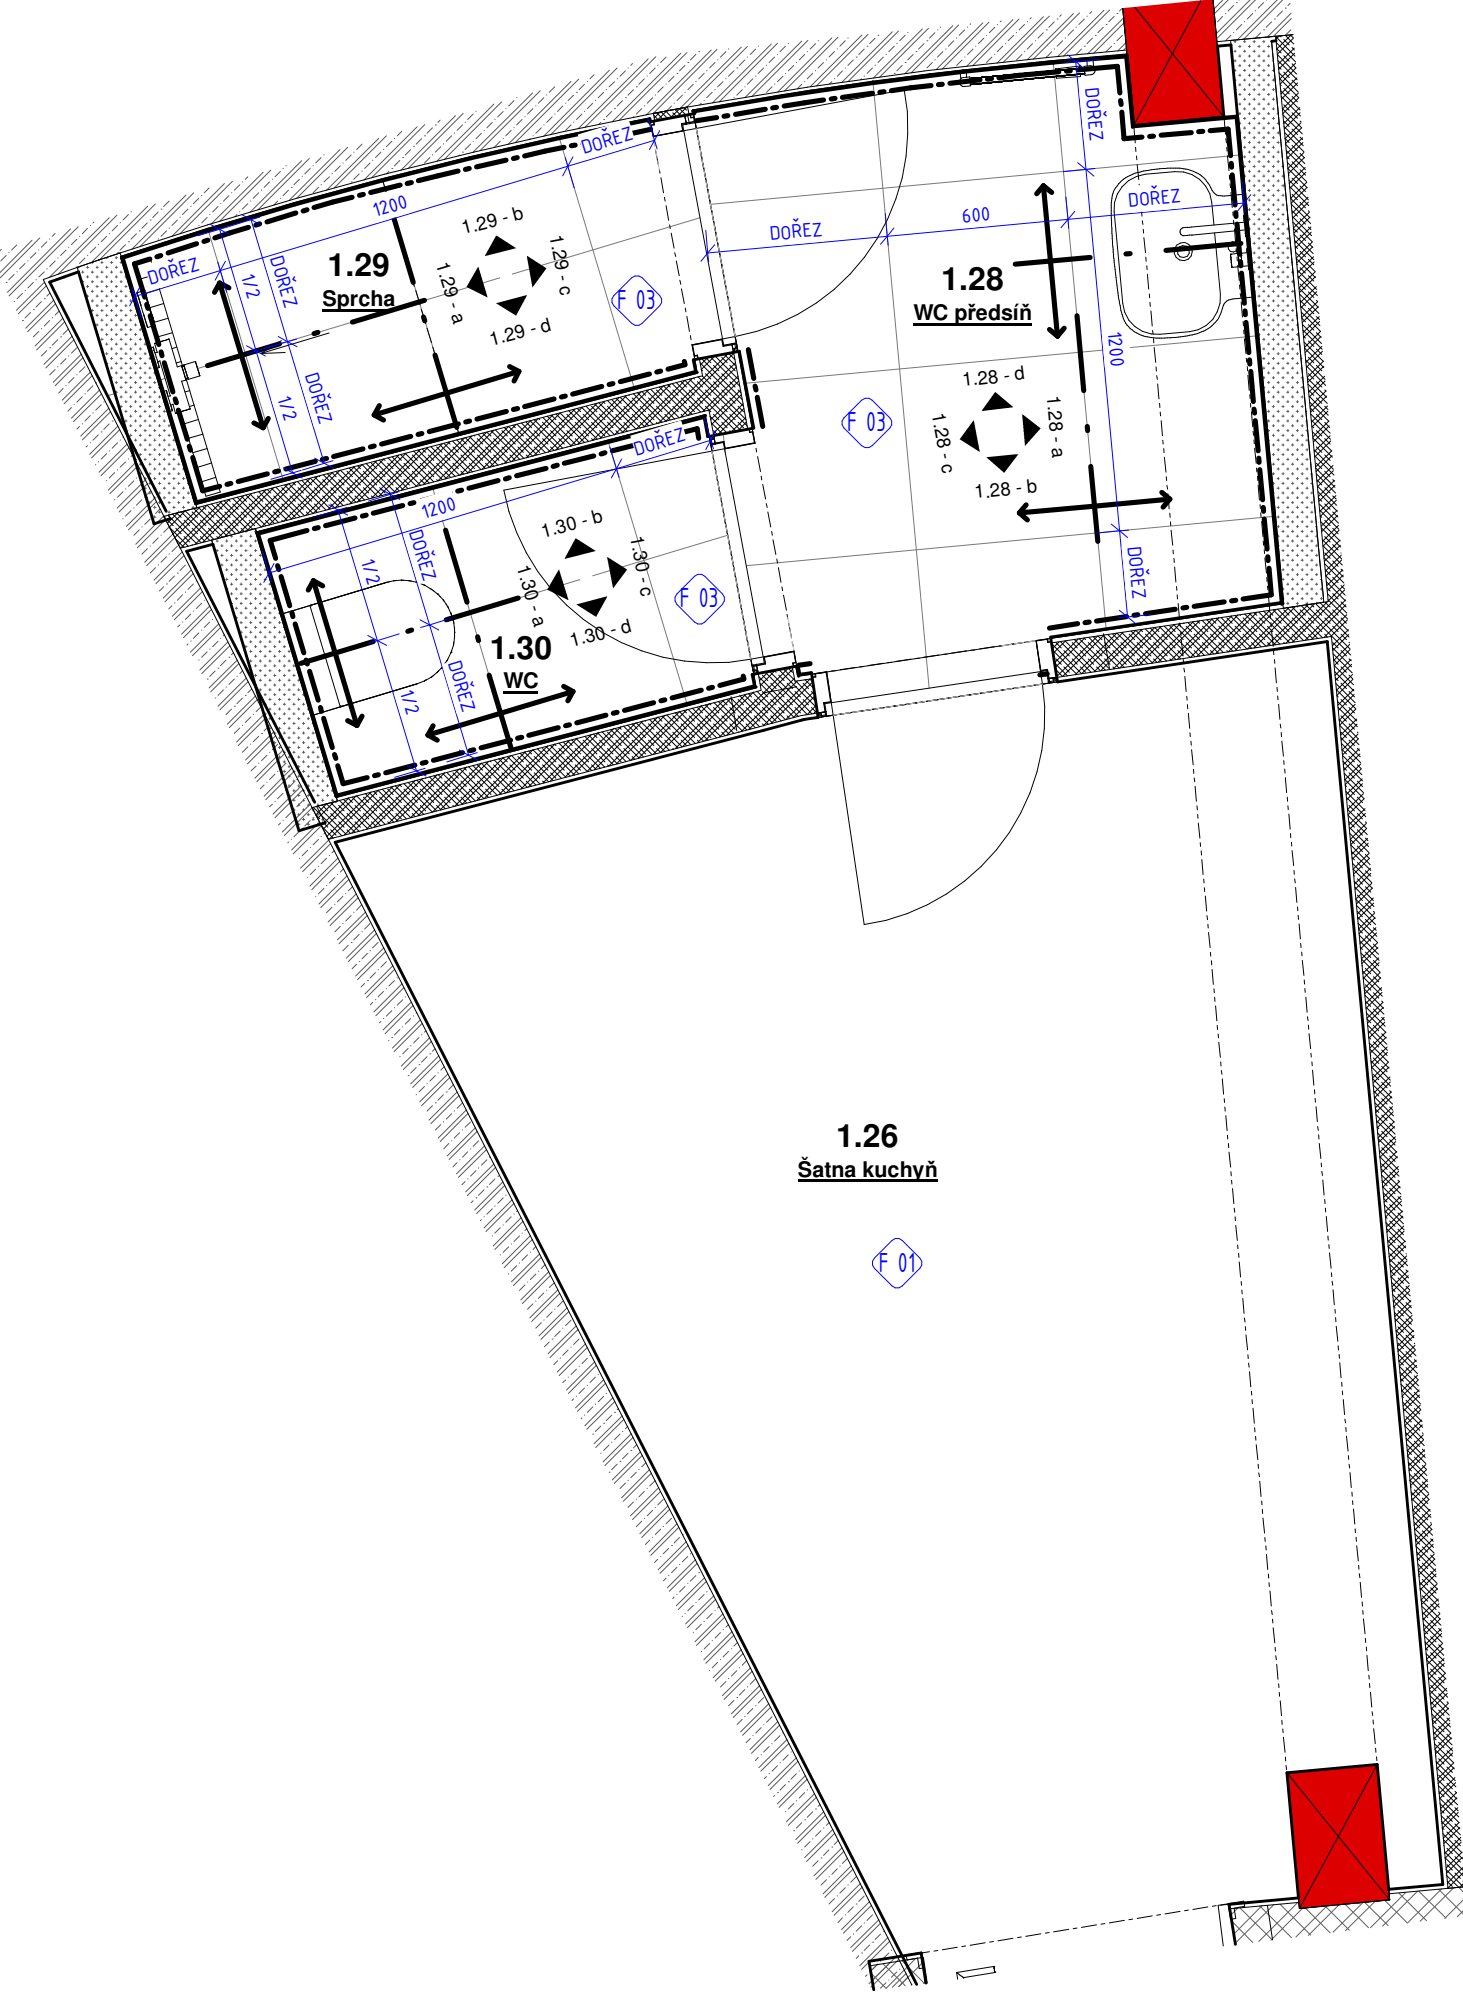 DOŘEZ
DOŘEZ
1200
1.29 - b
DOŘEZ
600
DOŘEZ
DOŘEZ
DOŘEZ
1/2
1.29
Sprcha
1.29 - a
1.29 - c
1.29 - d
F 03
1.28
WC předsíň
1200
DOŘEZ
1/2
1.28 - d
1.28 - c
1.28 - a
1.28 - b
F 03
DOŘEZ
1200
DOŘEZ
1.30 - b
1/2
1.30 - a
1.30 - c
1.30 - d
F 03
DOŘEZ
1.30
WC
DOŘEZ
1/2
1.26
Šatna kuchyň
F 01